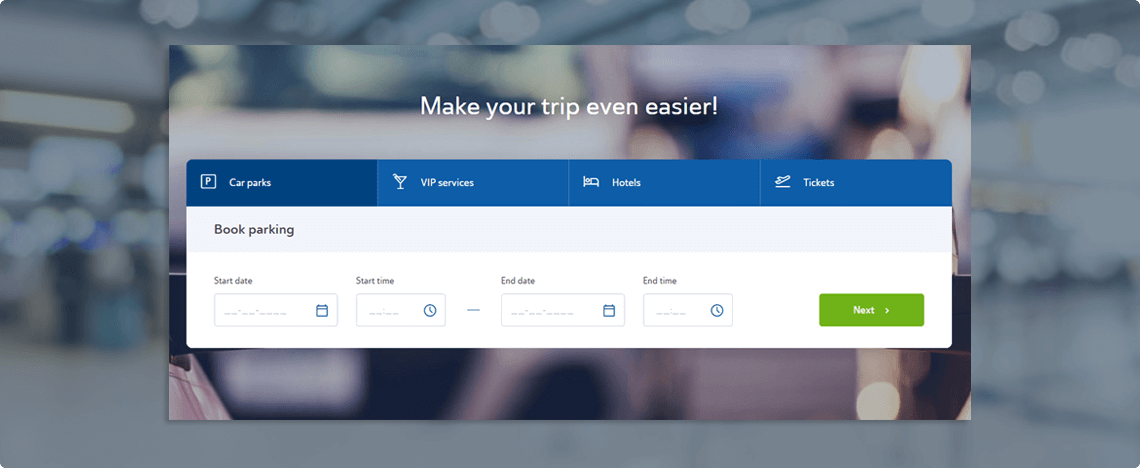 Make your trip even easier!
P Car parks
VIP services
Hotels
Tickets
Book parking
Start date
Start time
End date
End time
__-__-____
__:__
—
__-__-____
__:__
Next >